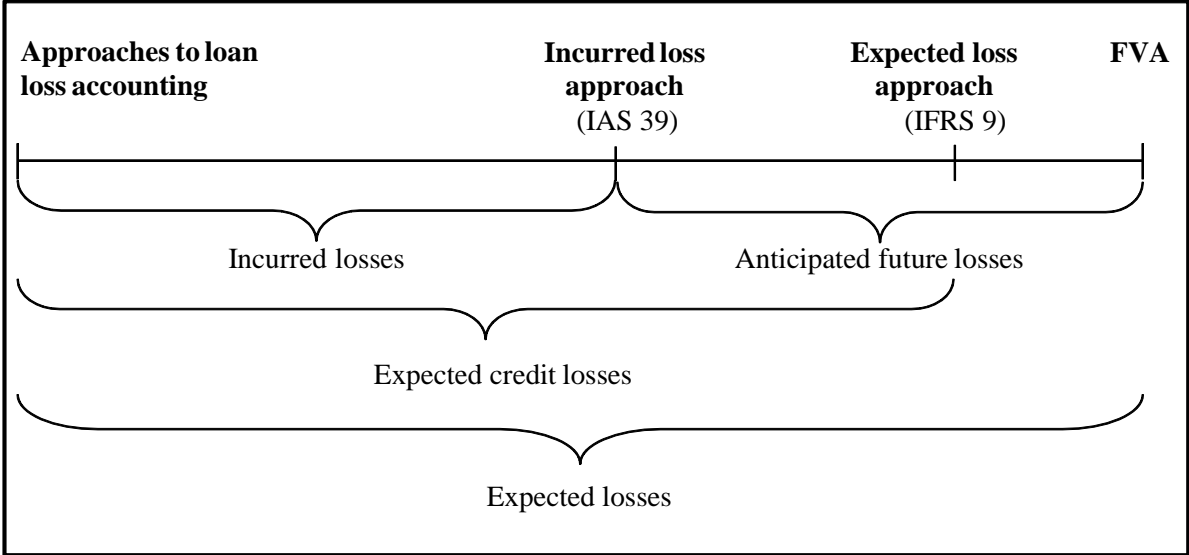 Approaches to loan
loss accounting
Incurred loss
approach
(IAS 39)
Expected loss
approach
(IFRS 9)
FVA
Incurred losses
Anticipated future losses
Expected credit losses
Expected losses